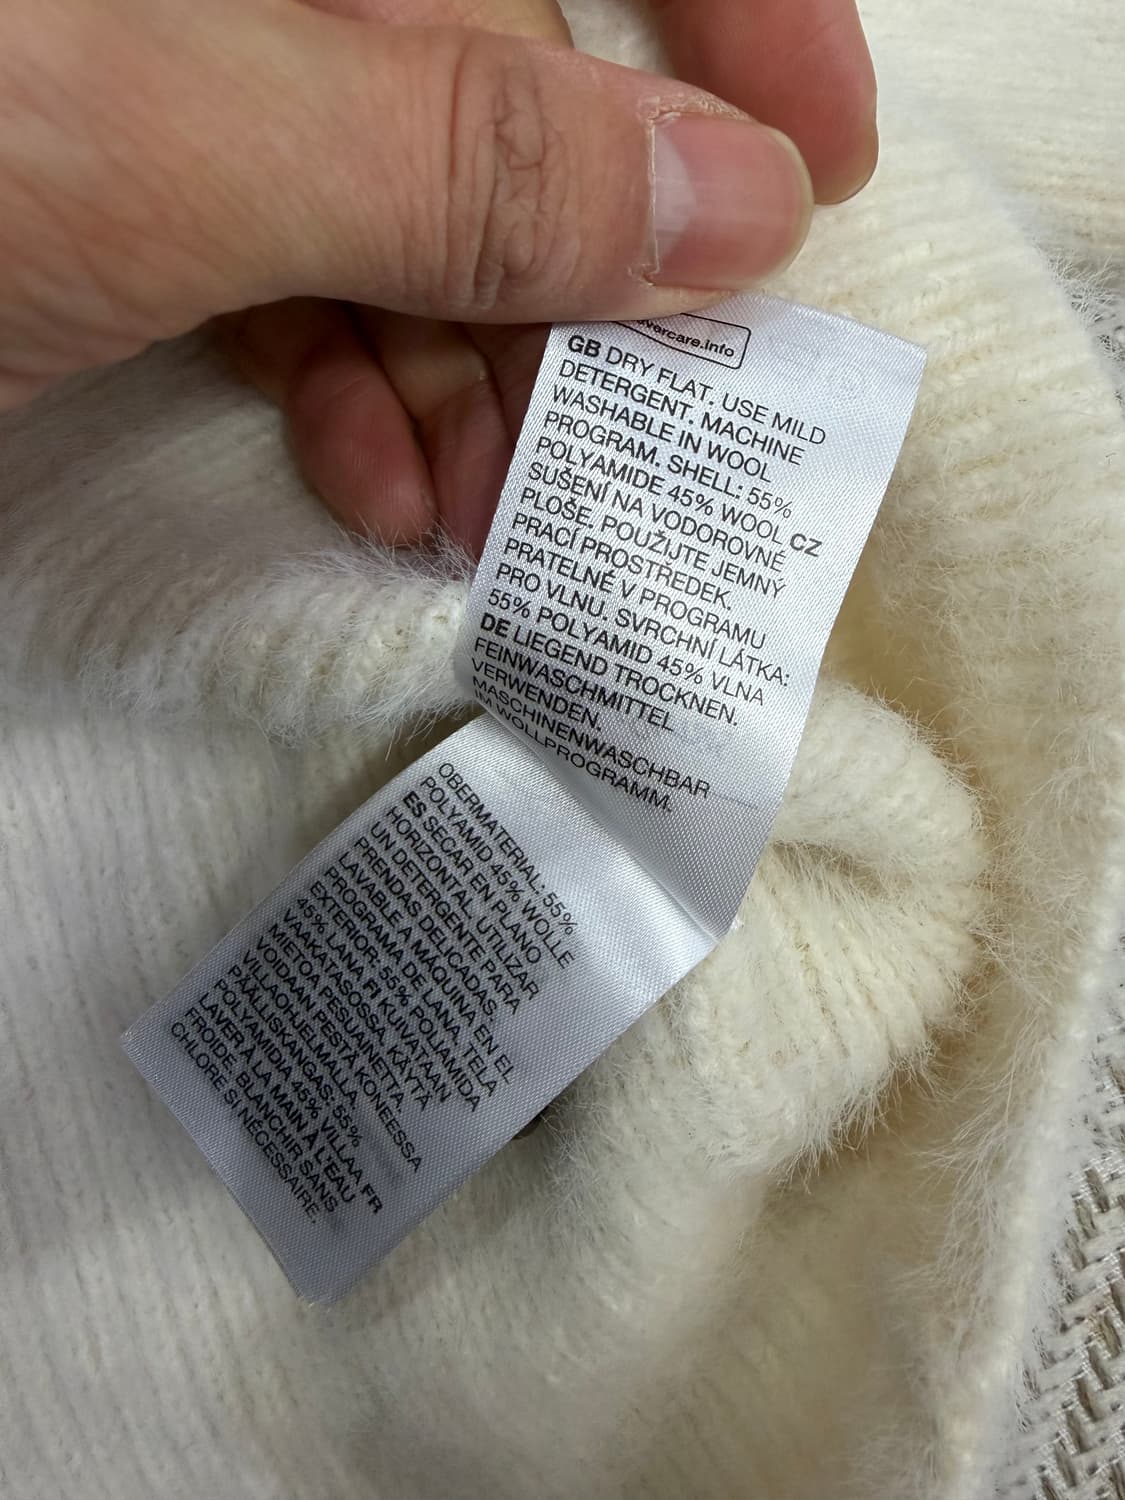 vercare.info
GB DRY FLAT. USE MILD
DETERGENT. MACHINE
WASHABLE IN WOOL
PROGRAM. SHELL: 55%
POLYAMIDE 45% WOOL CZ
SUŠENÍ NA VODOROVNÉ
PLOŠE. POUŽIJTE JEMNÝ
PRACÍ PROSTREDEK.
PRATELNÉ V PROGRAMU
PRO VLNU. SVRCHNÍ LÁTKA:
55% POLYAMID 45% VLNA
DE LIEGEND TROCKNEN.
FEINWASCHMITTEL
VERWENDEN.
MASCHINENWASCHBAR
IM WOLLPROGRAMM.
OBERMATERIAL: 55%
POLYAMID 45% WOLLE
ES SECAR EN PLANO
HORIZONTAL. UTILIZAR
UN DETERGENTE PARA
PRENDAS DELICADAS.
LAVABLE A MÁQUINA EN EL
PROGRAMA DE LANA. TELA
EXTERIOR: 55% POLIAMIDA
45% LANA FI KUIVATAAN
VAAKATASOSSA. KÄYTÄ
MIETOA PESUAINETTA.
VOIDAAN PESTÄ KONEESSA
VILLAOHJELMALLA.
PÄÄLLISKANGAS: 55%
POLYAMIDIA 45% VILLAA FR
LAVER À LA MAIN À L'EAU
FROIDE. BLANCHIR SANS
CHLORE SI NÉCESSAIRE.